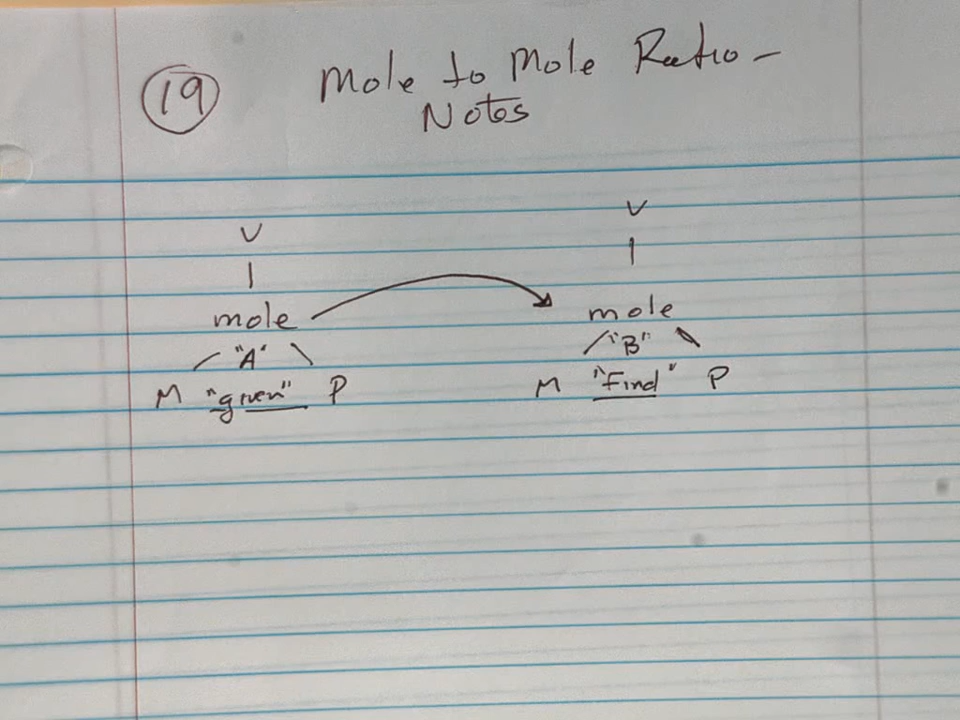 19 Mole to Mole Ratio -
Notes
V V
mole mole
"A" "B"
M "given" P M "Find" P